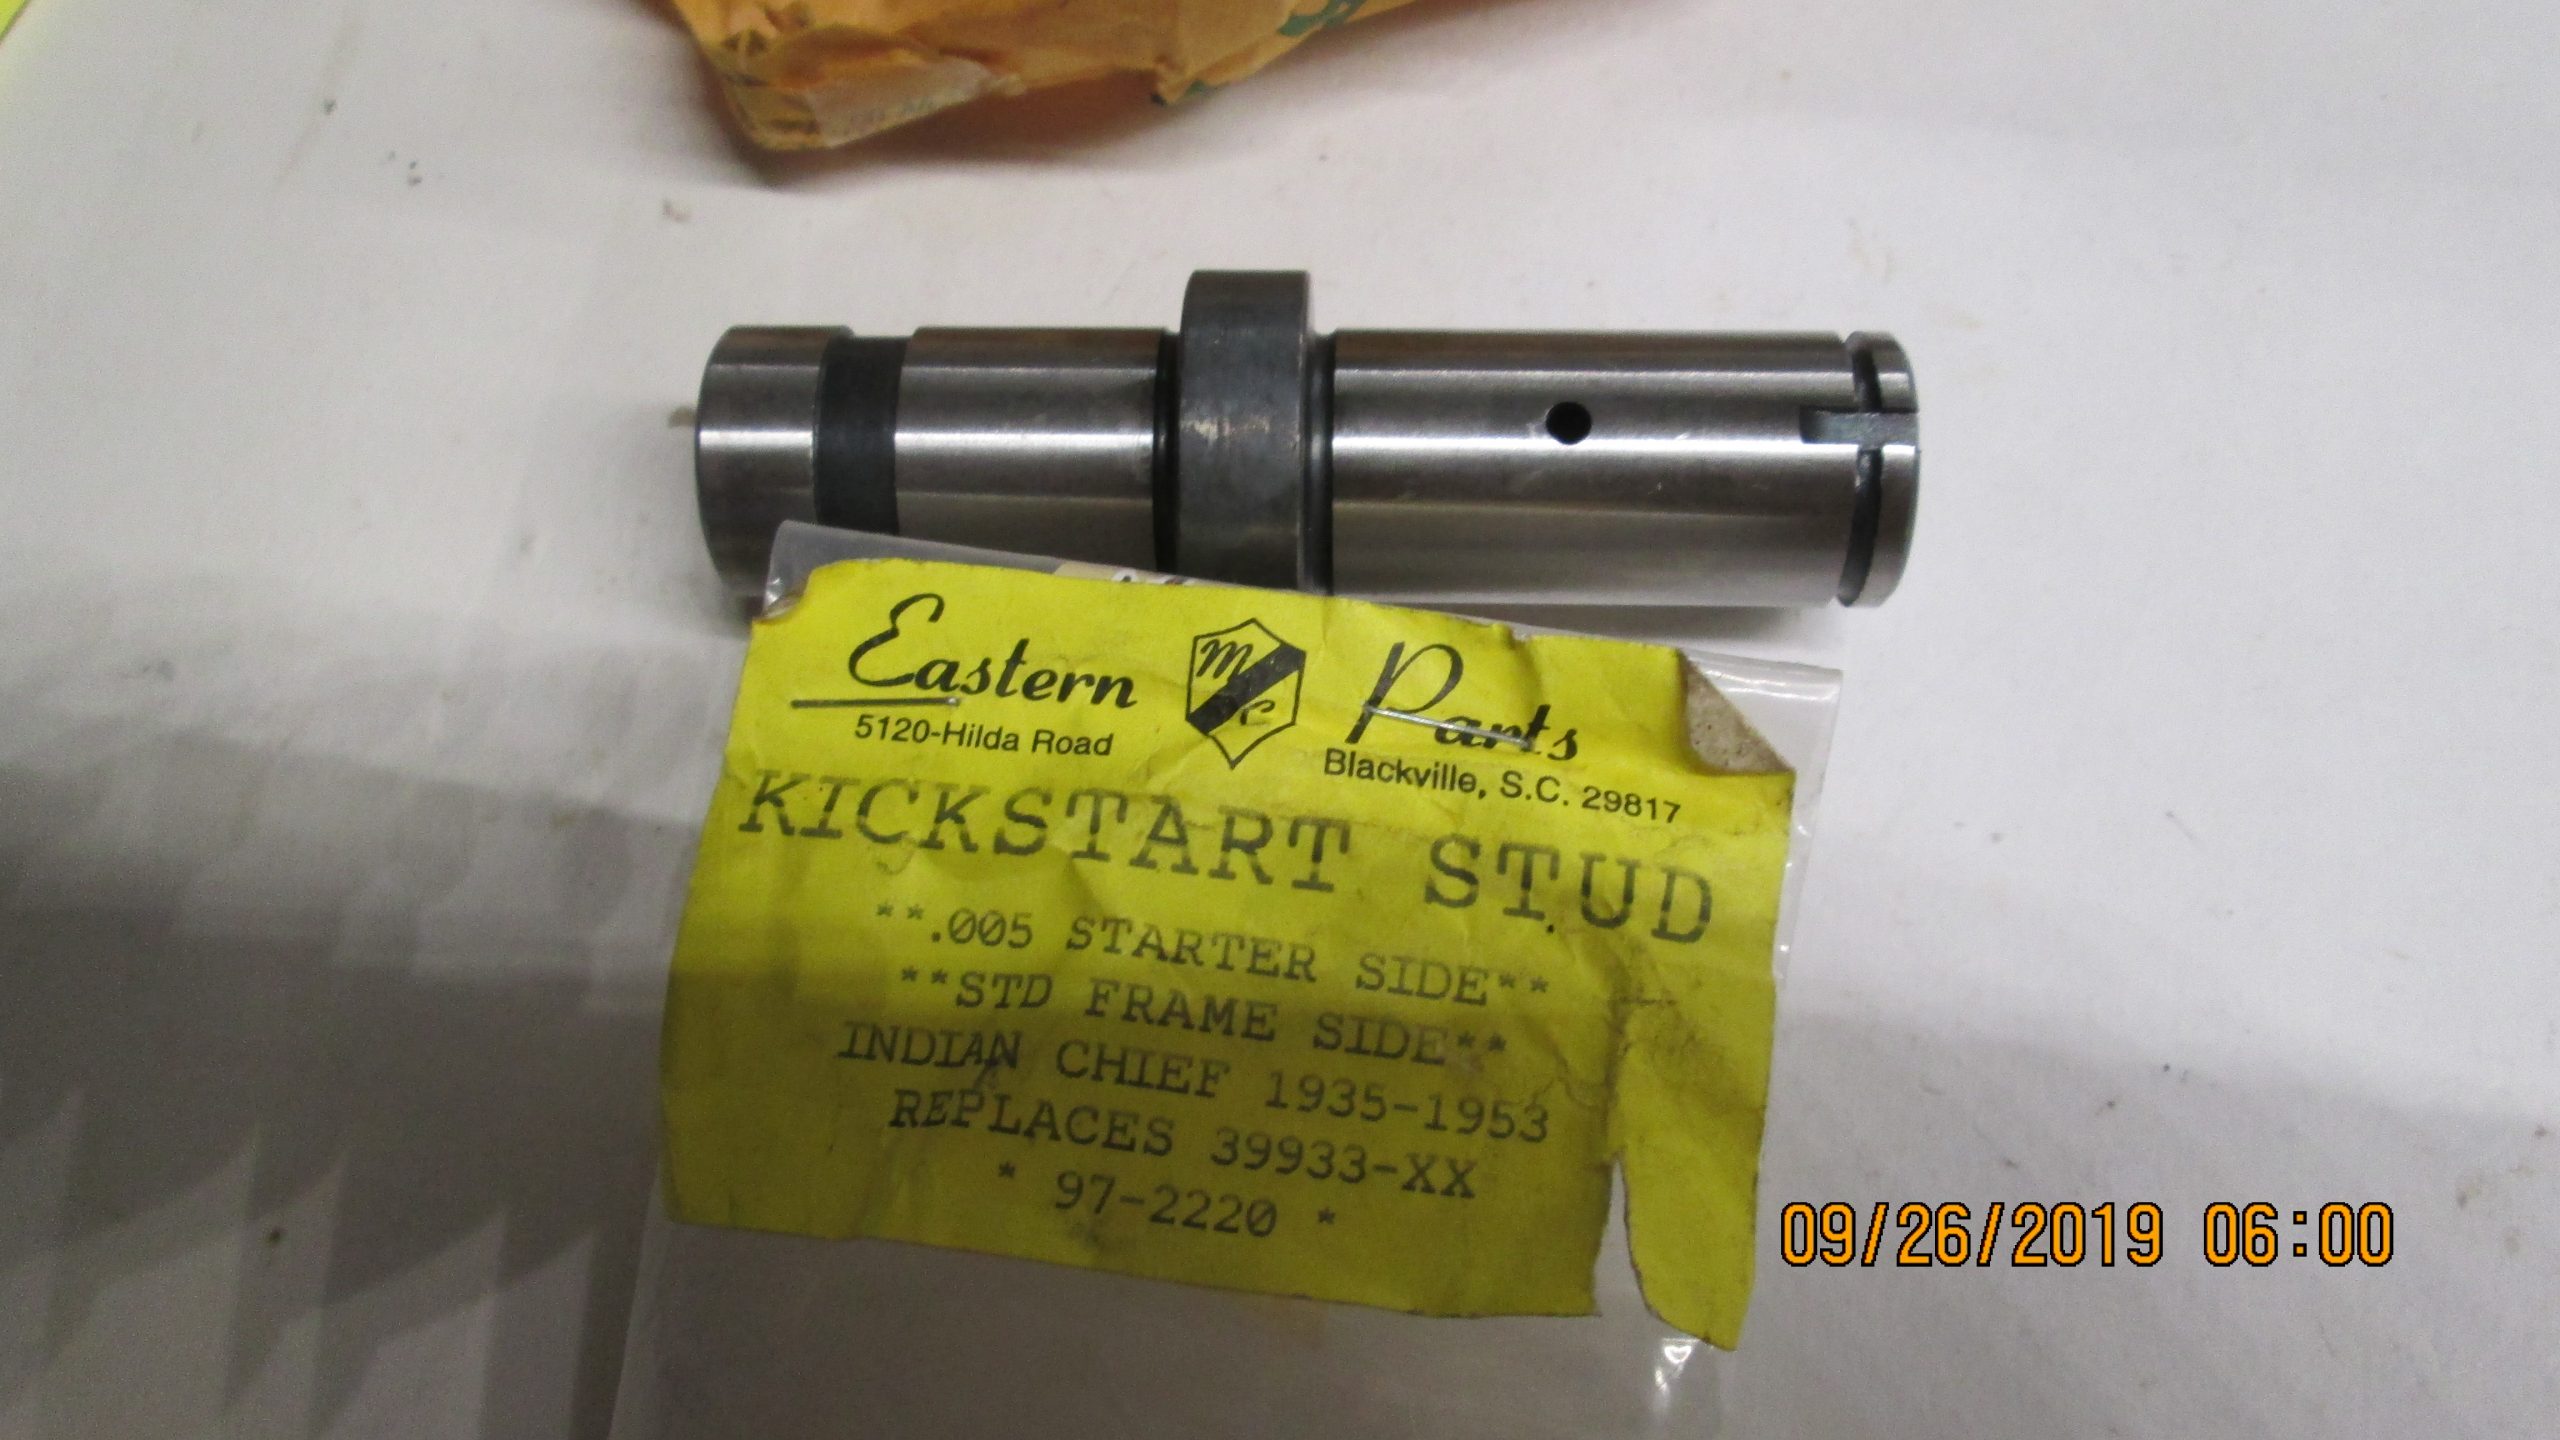 Eastern MC Parts
5120-Hilda Road
Blackville, S.C. 29817
KICKSTART STUD
**.005 STARTER SIDE**
**STD FRAME SIDE**
INDIAN CHIEF 1935-1953
REPLACES 39933-XX
* 97-2220 *
09/26/2019 06:00